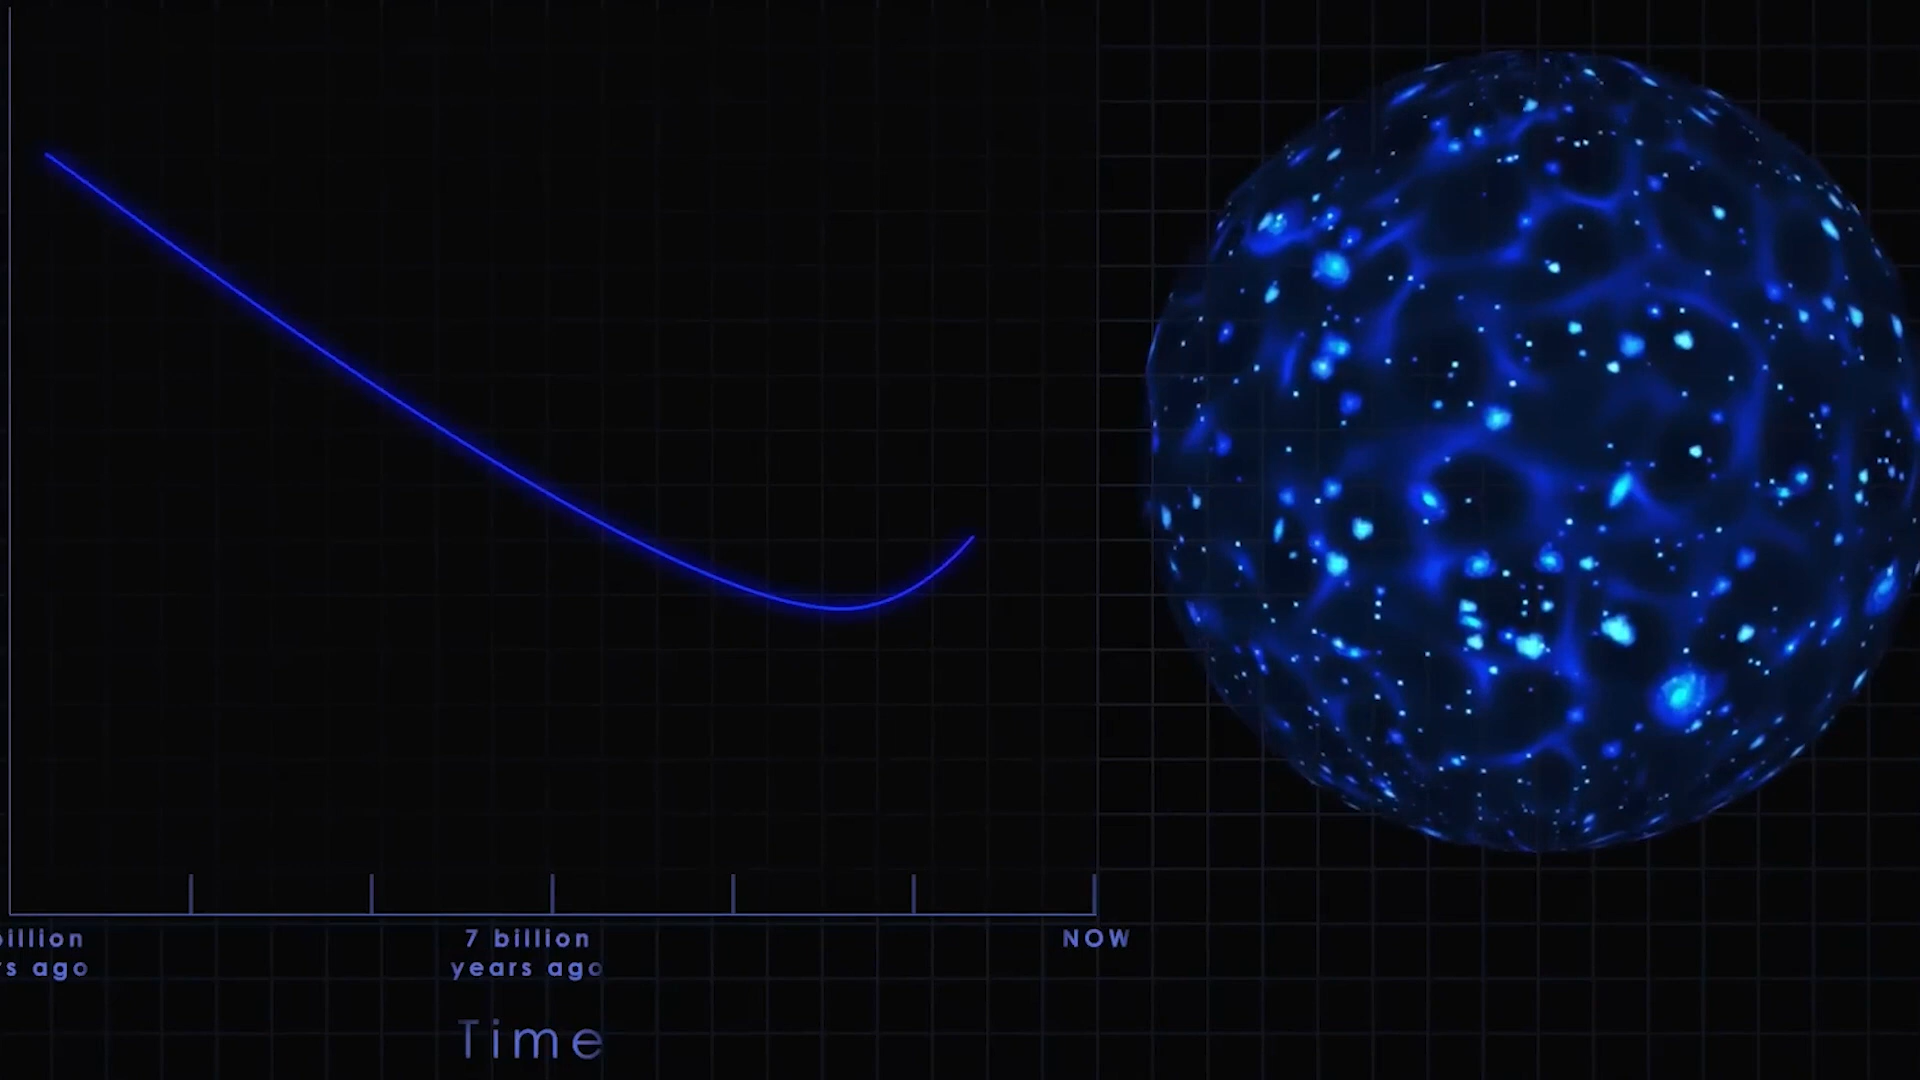 illion
s ago
7 billion
years ago
NOW
Time